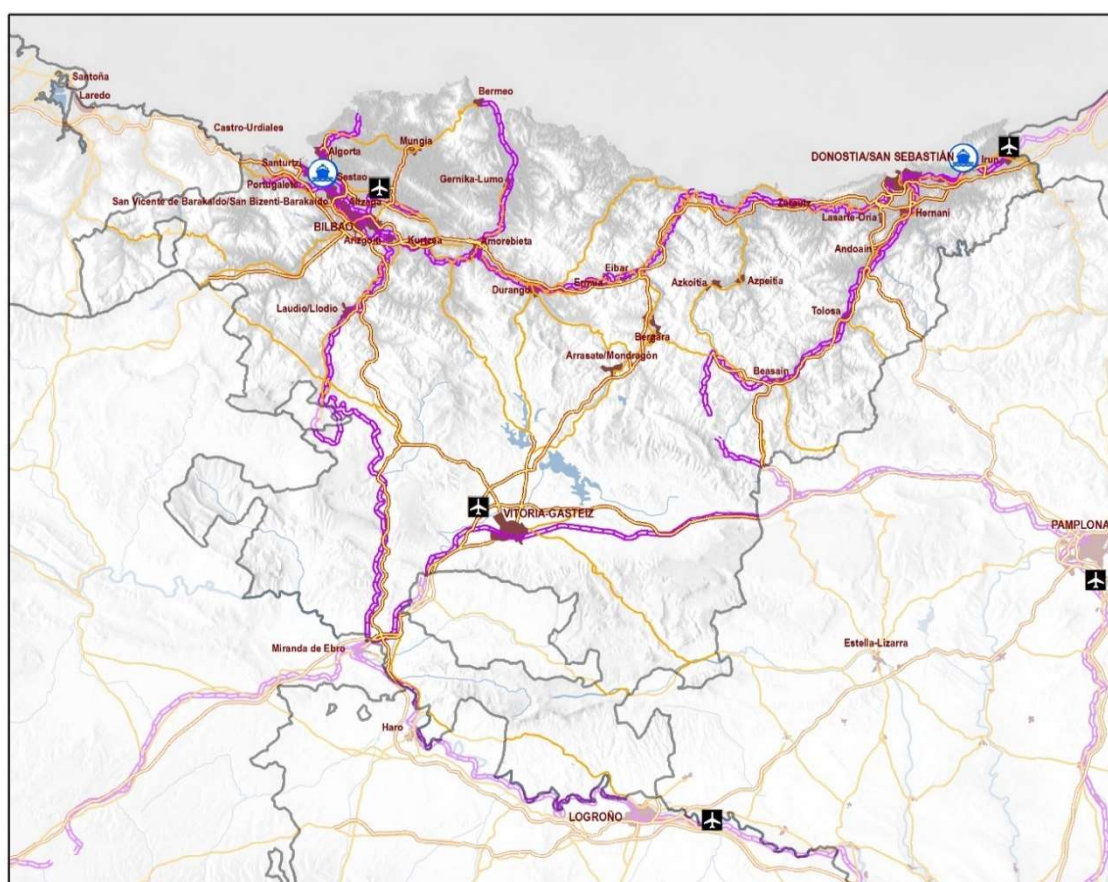 Santoña
Laredo
Castro-Urdiales
Bermeo
Algorta
Mungia
Santurtzi
Sestao
Portugalete
Gernika-Lumo
San Vicente de Barakaldo/San Bizenti-Barakaldo
BILBAO
Arizgoiti
Kurtzea
Amorebieta
DONOSTIA/SAN SEBASTIÁN
Irun
Zarautz
Lasarte-Oria
Hernani
Andoain
Eibar
Ermua
Durango
Azkoitia
Azpeitia
Laudio/Llodio
Tolosa
Bergara
Arrasate/Mondragón
Beasain
VITORIA-GASTEIZ
PAMPLONA
Miranda de Ebro
Estella-Lizarra
Haro
LOGROÑO